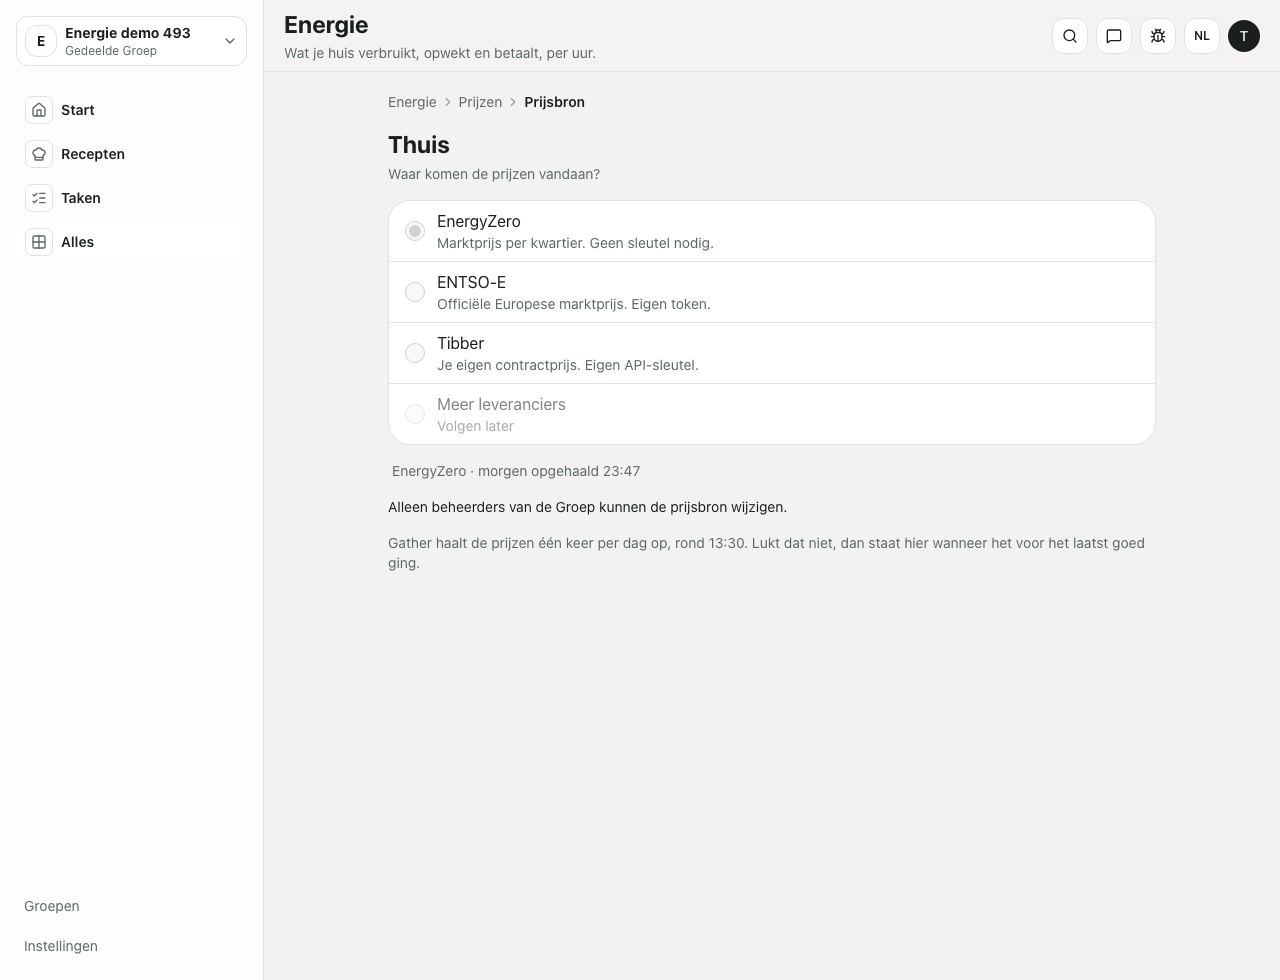 E
Energie demo 493
Gedeelde Groep
Start
Recepten
Taken
Alles
Groepen
Instellingen
Energie
Wat je huis verbruikt, opwekt en betaalt, per uur.
NL
T
Energie
Prijzen
Prijsbron
Thuis
Waar komen de prijzen vandaan?
EnergyZero
Marktprijs per kwartier. Geen sleutel nodig.
ENTSO-E
Officiële Europese marktprijs. Eigen token.
Tibber
Je eigen contractprijs. Eigen API-sleutel.
Meer leveranciers
Volgen later
EnergyZero · morgen opgehaald 23:47
Alleen beheerders van de Groep kunnen de prijsbron wijzigen.
Gather haalt de prijzen één keer per dag op, rond 13:30. Lukt dat niet, dan staat hier wanneer het voor het laatst goed
ging.